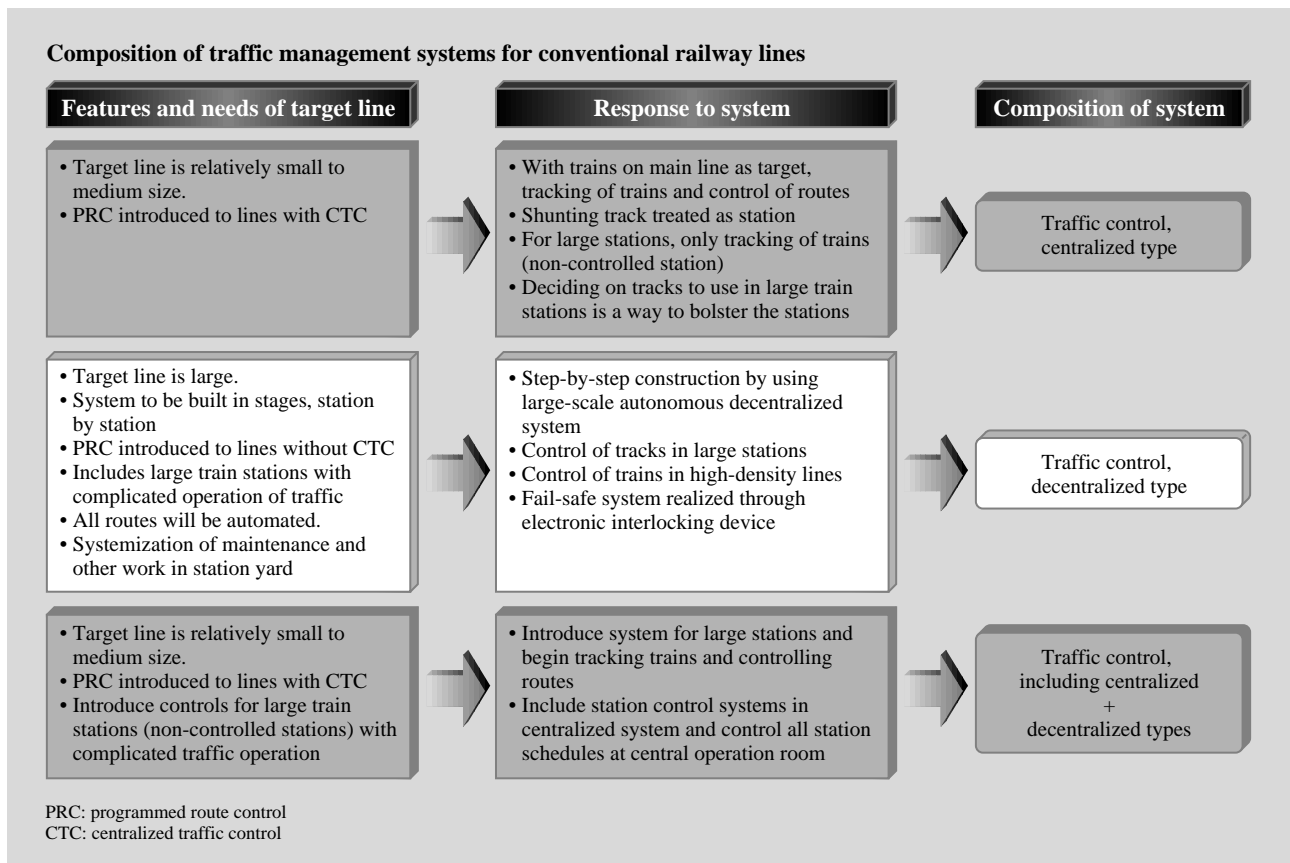 Composition of traffic management systems for conventional railway lines
Features and needs of target line
Response to system
Composition of system
• Target line is relatively small to
medium size.
• PRC introduced to lines with CTC
• With trains on main line as target,
tracking of trains and control of routes
• Shunting track treated as station
• For large stations, only tracking of trains
(non-controlled station)
• Deciding on tracks to use in large train
stations is a way to bolster the stations
Traffic control,
centralized type
• Target line is large.
• System to be built in stages, station
by station
• PRC introduced to lines without CTC
• Includes large train stations with
complicated operation of traffic
• All routes will be automated.
• Systemization of maintenance and
other work in station yard
• Step-by-step construction by using
large-scale autonomous decentralized
system
• Control of tracks in large stations
• Control of trains in high-density lines
• Fail-safe system realized through
electronic interlocking device
Traffic control,
decentralized type
• Target line is relatively small to
medium size.
• PRC introduced to lines with CTC
• Introduce controls for large train
stations (non-controlled stations) with
complicated traffic operation
• Introduce system for large stations and
begin tracking trains and controlling
routes
• Include station control systems in
centralized system and control all station
schedules at central operation room
Traffic control,
including centralized
+
decentralized types
PRC: programmed route control
CTC: centralized traffic control